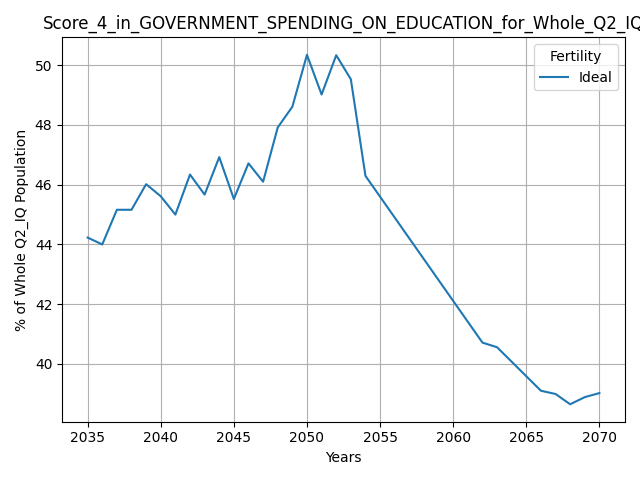 Score_4_in_GOVERNMENT_SPENDING_ON_EDUCATION_for_Whole_Q2_IQ
Fertility
Ideal
% of Whole Q2_IQ Population
50
48
46
44
42
40
2035 2040 2045 2050 2055 2060 2065 2070
Years